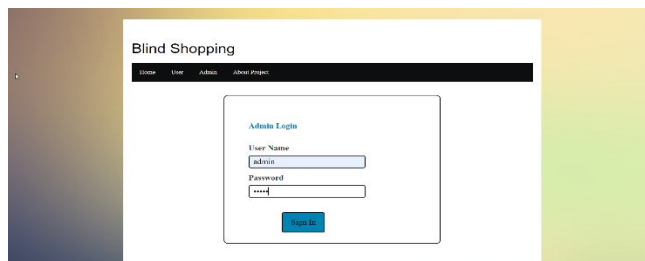 Blind Shopping
Home User Admin About Project
Admin Login
User Name
admin
Password
•••••
Sign In